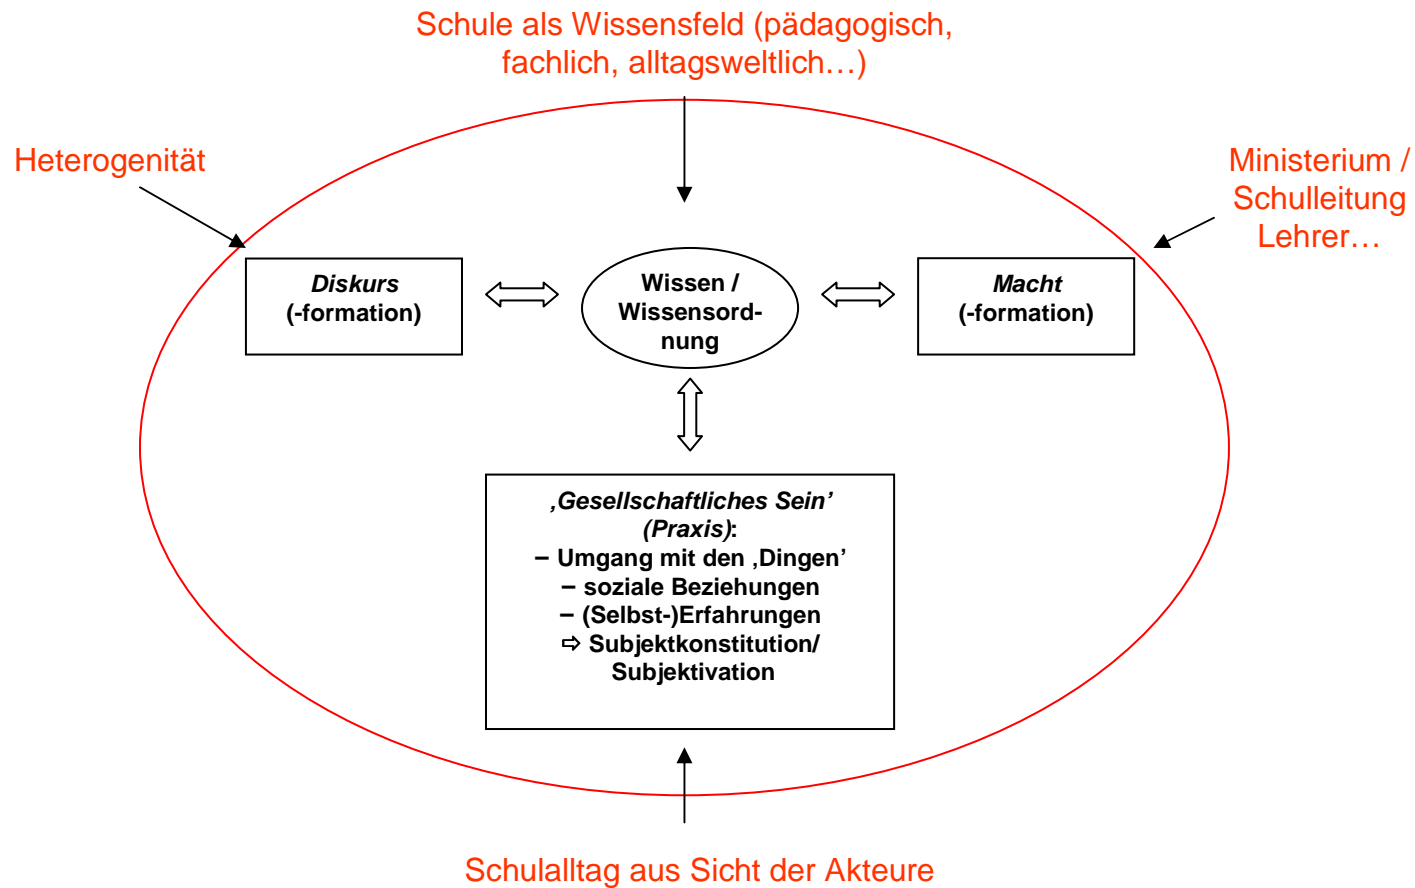 Schule als Wissensfeld (pädagogisch,
fachlich, alltagsweltlich…)
Heterogenität
Ministerium /
Schulleitung
Lehrer…
Diskurs
(-formation)
Wissen /
Wissensord-
nung
Macht
(-formation)
‚Gesellschaftliches Sein’
(Praxis):
– Umgang mit den ‚Dingen’
– soziale Beziehungen
– (Selbst-)Erfahrungen
⇨ Subjektkonstitution/
Subjektivation
Schulalltag aus Sicht der Akteure